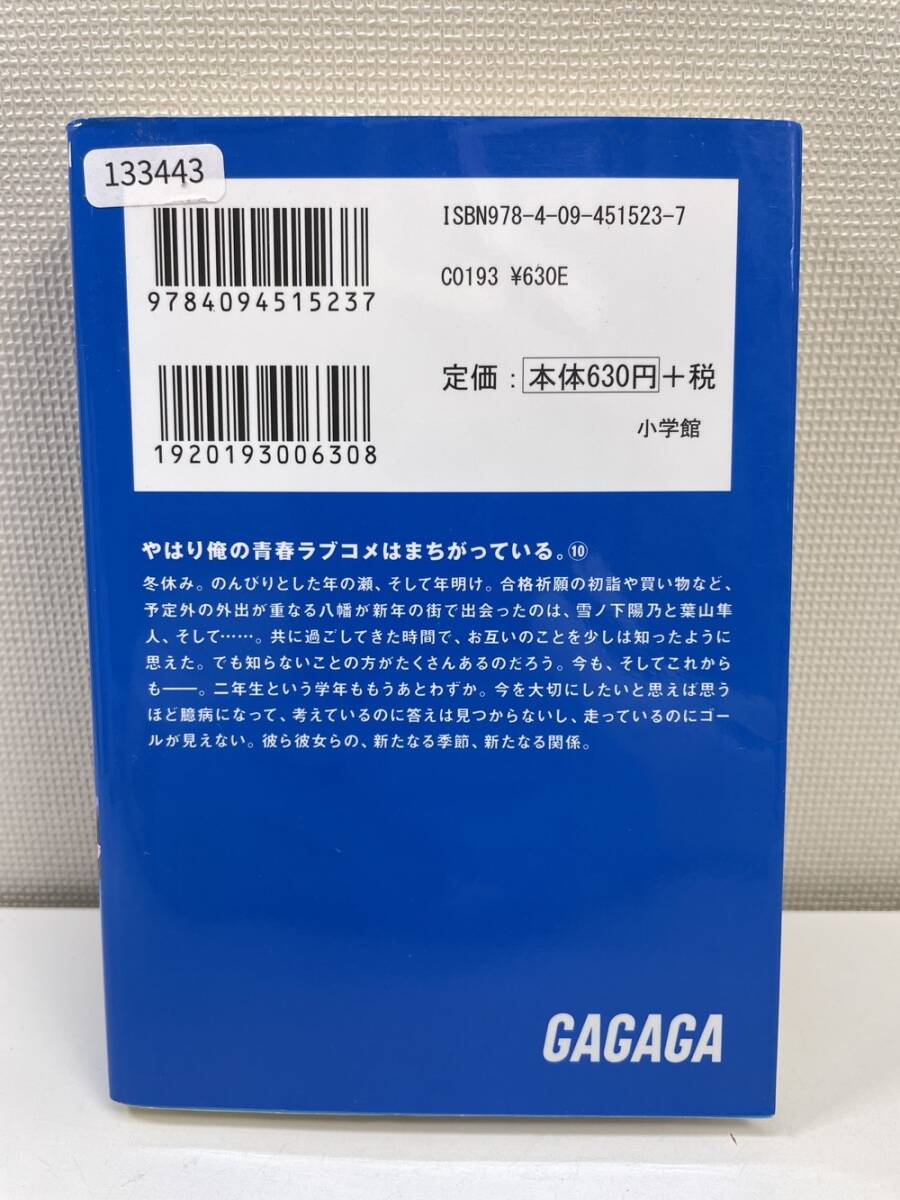 133443
ISBN978-4-09-451523-7
9784094515237
C0193 ¥630E
1920193006308
定価:本体630円+税
小学館
やはり俺の青春ラブコメはまちがっている。⑩
冬休み。のんびりとした年の瀬、そして年明け。合格祈願の初詣や買い物など、
予定外の外出が重なる八幡が新年の街で出会ったのは、雪ノ下陽乃と葉山隼
人、そして……。共に過ごしてきた時間で、お互いのことを少しは知ったように
思えた。でも知らないことの方がたくさんあるのだろう。今も、そしてこれから
も——。二年生という学年ももうあとわずか。今を大切にしたいと思えば思う
ほど臆病になって、考えているのに答えは見つからないし、走っているのにゴー
ルが見えない。彼ら彼女らの、新たなる季節、新たなる関係。
GAGAGA